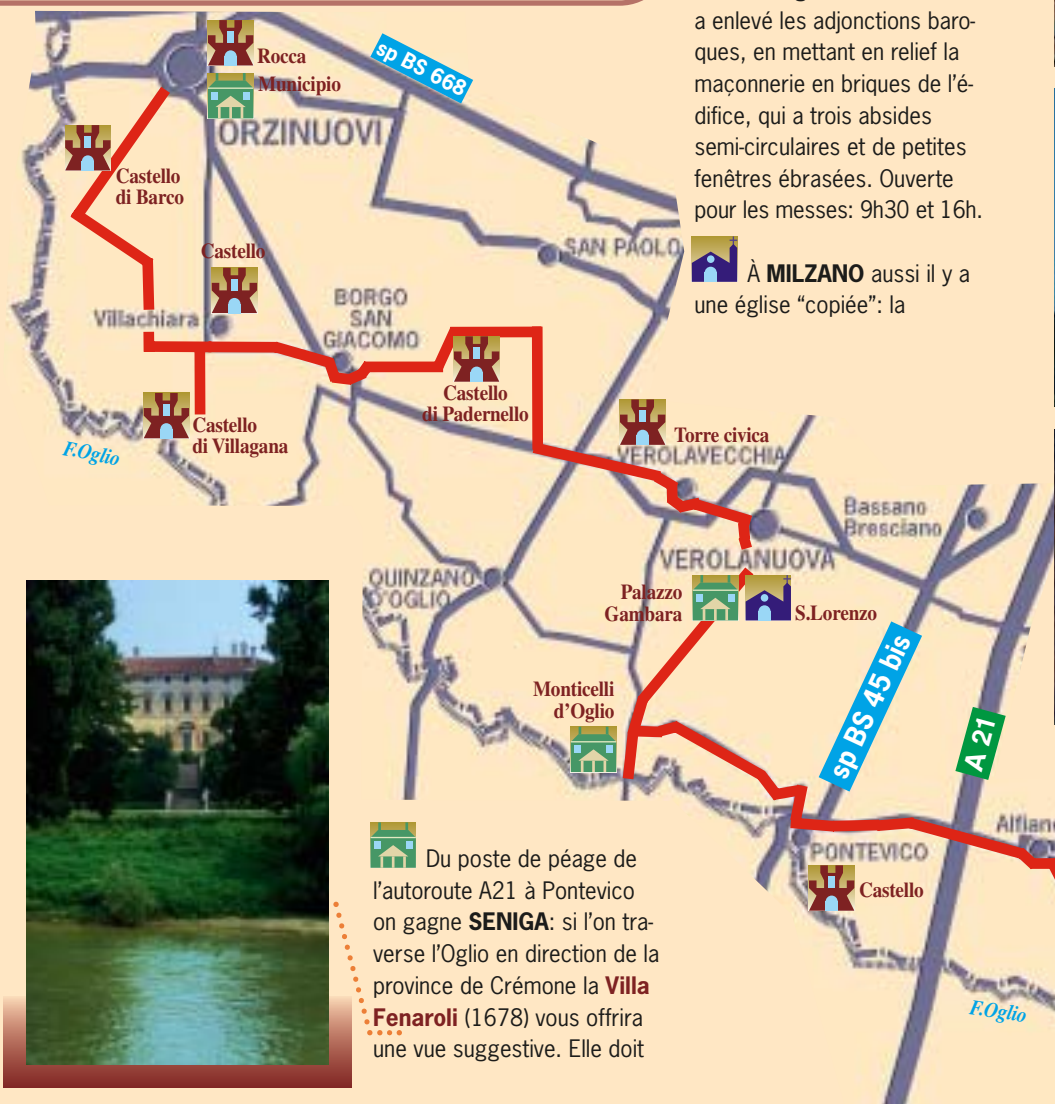 a enlevé les adjonctions baro-
ques, en mettant en relief la
maçonnerie en briques de l'é-
difice, qui a trois absides
semi-circulaires et de petites
fenêtres ébrasées. Ouverte
pour les messes: 9h30 et 16h.
À MILZANO aussi il y a
une église “copiée”: la
Rocca
Municipio
sp BS 668
ORZINUOVI
Castello
di Barco
SAN PAOLO
Castello
Villachiara
BORGO
SAN
GIACOMO
Castello
di Padernello
Castello
di Villagana
F.Oglio
Torre civica
VEROLAVECCHIA
Bassano
Bresciano
VEROLANUOVA
QUINZANO
D'OGLIO
Palazzo
Gambara
S.Lorenzo
Monticelli
d'Oglio
sp BS 45 bis
A 21
PONTEVICO
Castello
F.Oglio
Du poste de péage de
l'autoroute A21 à Pontevico
on gagne SENIGA: si l'on tra-
verse l'Oglio en direction de la
province de Crémone la Villa
Fenaroli (1678) vous offrira
une vue suggestive. Elle doit